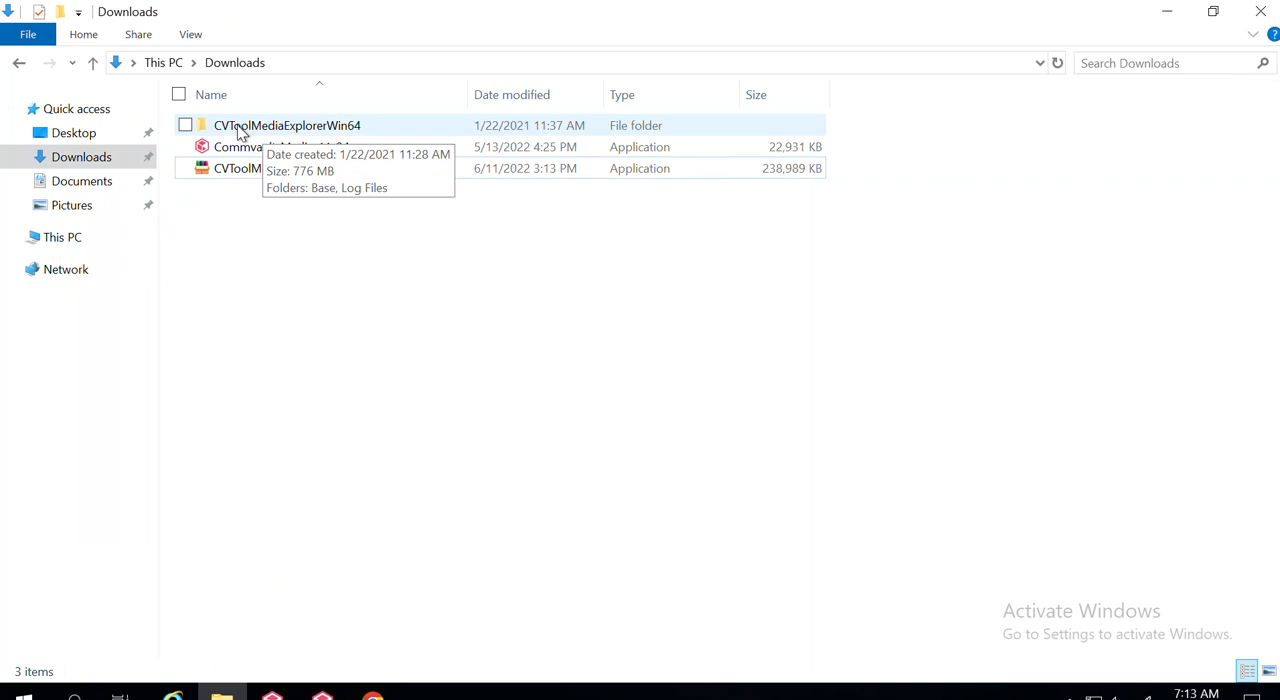 Downloads
File Home Share View
This PC Downloads
Search Downloads
Name Date modified Type Size
Quick access
Desktop
Downloads
Documents
Pictures
This PC
Network
CVToolMediaExplorerWin64 1/22/2021 11:37 AM File folder
5/13/2022 4:25 PM Application 22,931 KB
CVToolM 6/11/2022 3:13 PM Application 238,989 KB
Date created: 1/22/2021 11:28 AM
Size: 776 MB
Folders: Base, Log Files
Activate Windows
Go to Settings to activate Windows.
3 items
7:13 AM